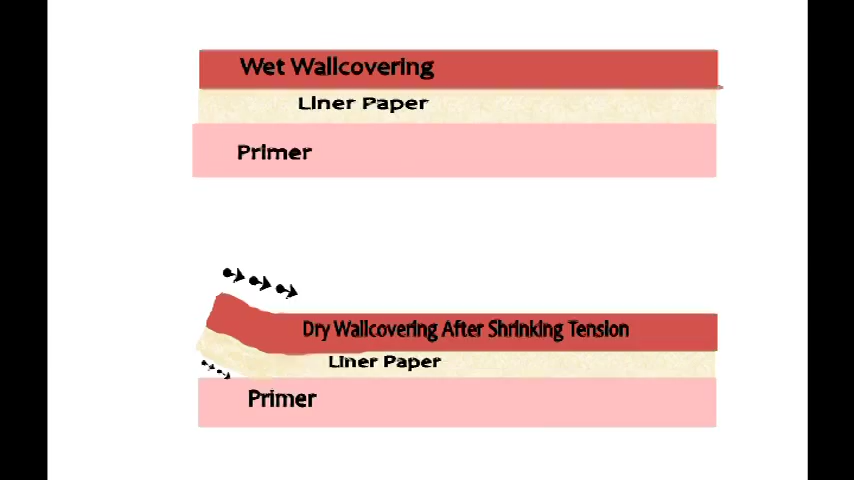 Wet Wallcovering
Liner Paper
Primer
Dry Wallcovering After Shrinking Tension
Liner Paper
Primer